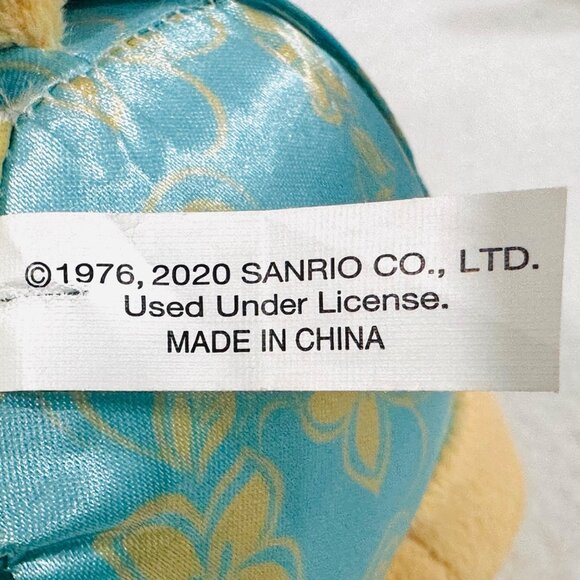 ©1976, 2020 SANRIO CO., LTD.
Used Under License.
MADE IN CHINA